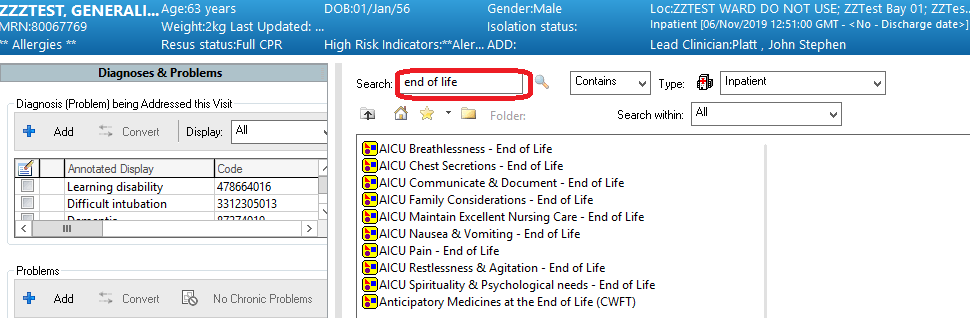 ZZZTEST, GENERALI... Age:63 years DOB:01/Jan/56 Gender:Male Loc:ZZTEST WARD DO NOT USE; ZZTest Bay 01; ZZTes...
MRN:80067769 Weight:2kg Last Updated: ... Isolation status: Inpatient [06/Nov/2019 12:51:00 GMT - <No - Discharge date>]
** Allergies ** Resus status:Full CPR High Risk Indicators:**Aler... ADD: Lead Clinician:Platt , John Stephen
Diagnoses & Problems
Diagnosis (Problem) being Addressed this Visit
Add Convert Display: All
Annotated Display Code
Learning disability 478664016
Difficult intubation 3312305013
Problems
Add Convert No Chronic Problems
Search: end of life Contains Type: Inpatient
Folder: Search within: All
AICU Breathlessness - End of Life
AICU Chest Secretions - End of Life
AICU Communicate & Document - End of Life
AICU Family Considerations - End of Life
AICU Maintain Excellent Nursing Care - End of Life
AICU Nausea & Vomiting - End of Life
AICU Pain - End of Life
AICU Restlessness & Agitation - End of Life
AICU Spirituality & Psychological needs - End of Life
Anticipatory Medicines at the End of Life (CWFT)